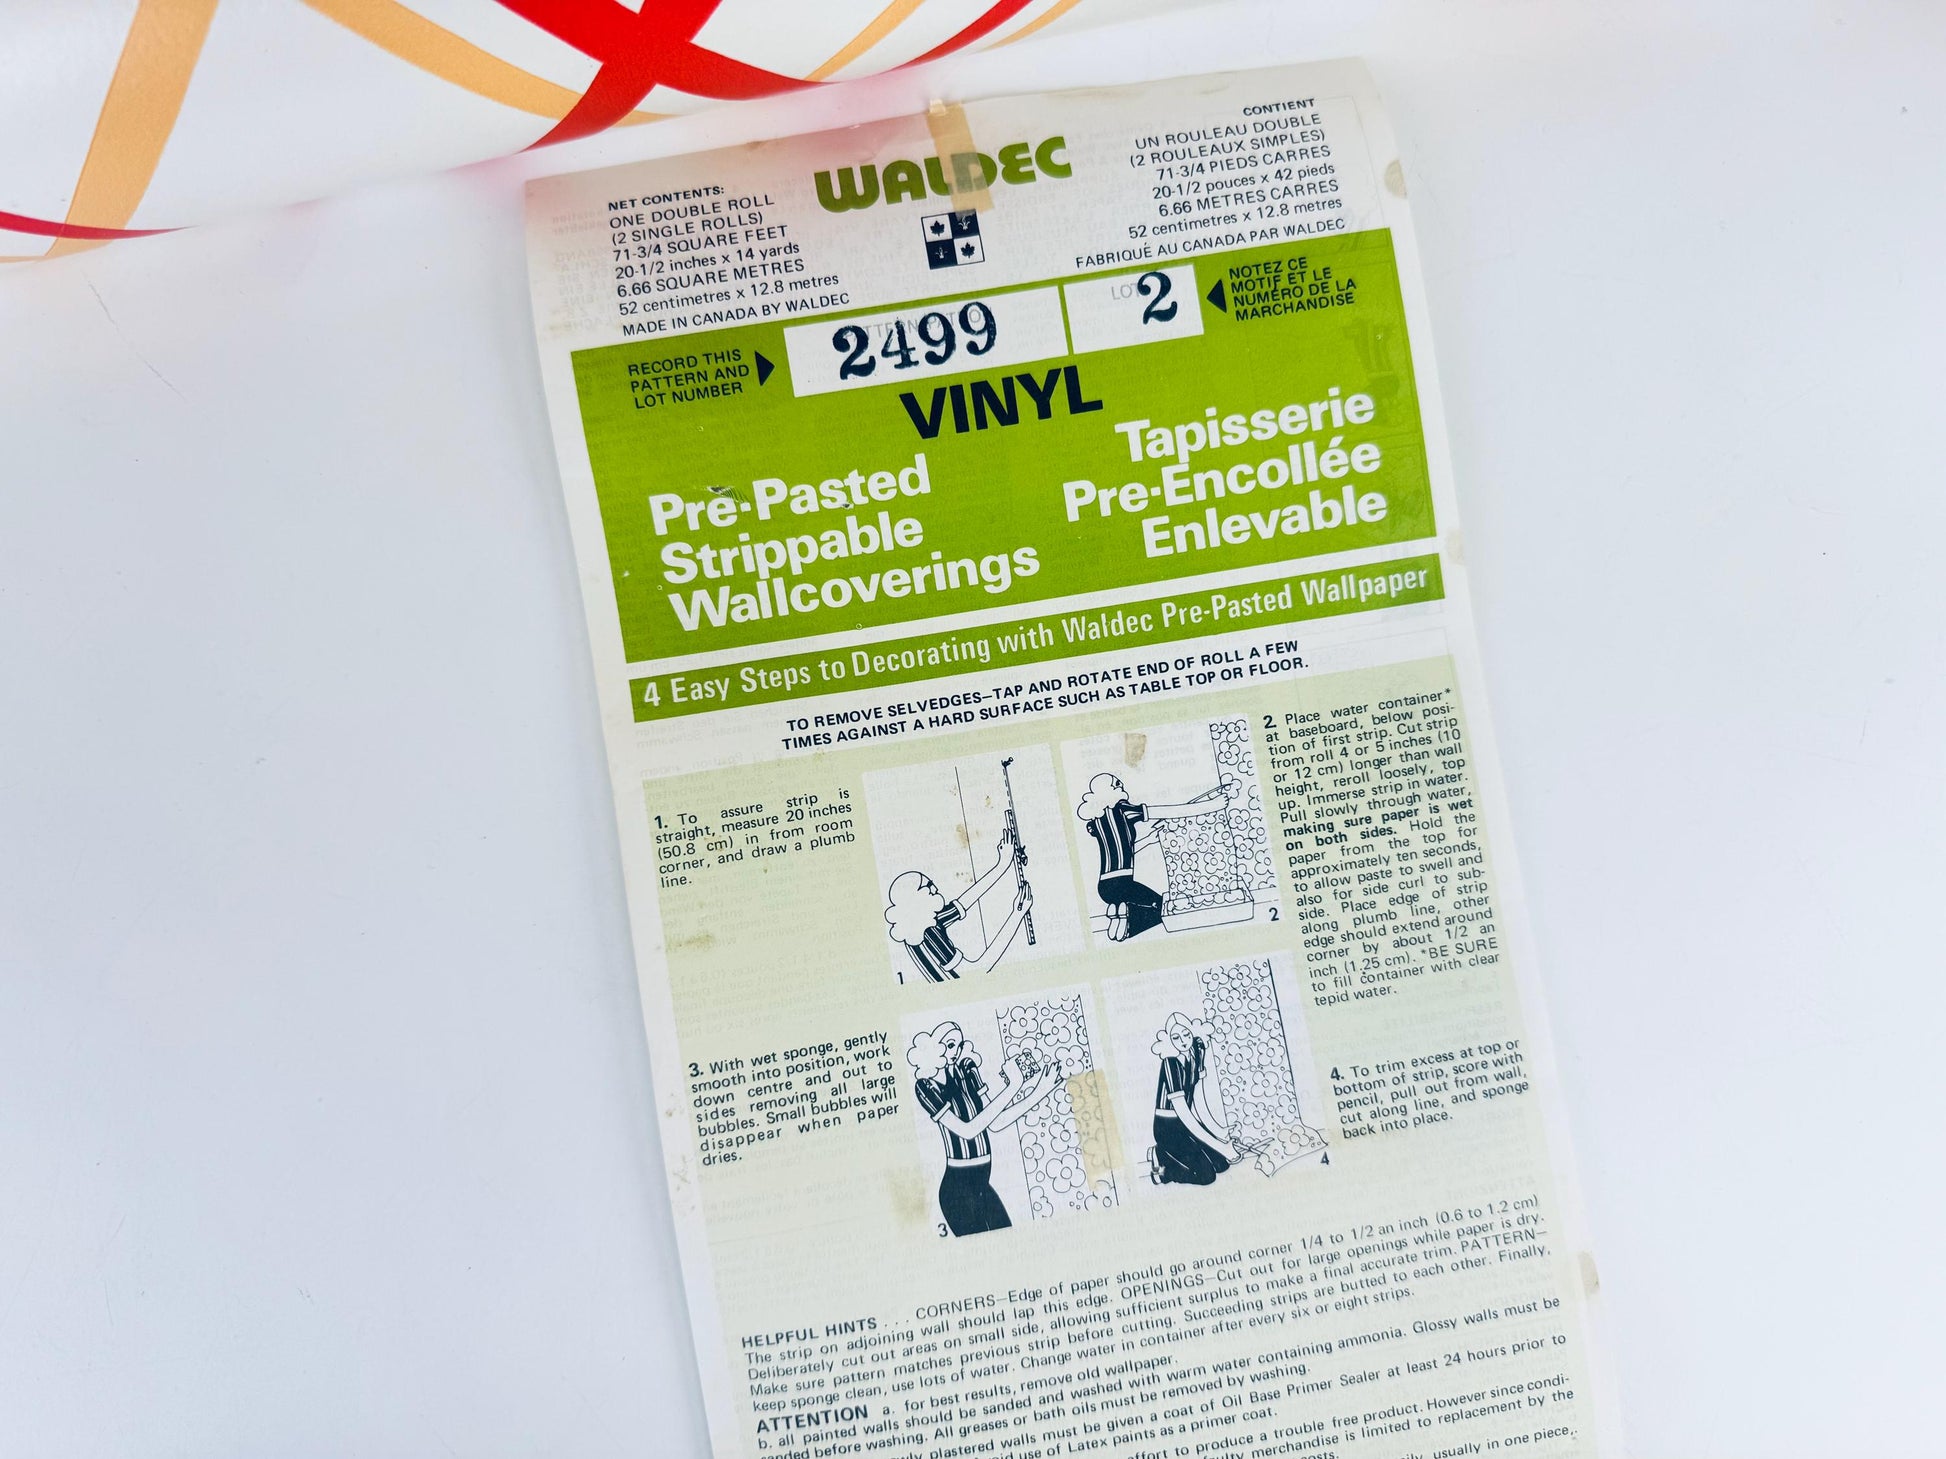 WALDEC
NET CONTENTS:
ONE DOUBLE ROLL
(2 SINGLE ROLLS)
71-3/4 SQUARE FEET
20-1/2 inches x 14 yards
6.66 SQUARE METRES
52 centimetres x 12.8 metres
MADE IN CANADA BY WALDEC
CONTIENT
UN ROULEAU DOUBLE
(2 ROULEAUX SIMPLES)
71-3/4 PIEDS CARRES
20-1/2 pouces x 42 pieds
6.66 METRES CARRES
52 centimetres x 12.8 metres
FABRIQUÉ AU CANADA PAR WALDEC
RECORD THIS
PATTERN AND
LOT NUMBER
2499
LOT
2
NOTEZ CE
MOTIF ET LE
NUMÉRO DE LA
MARCHANDISE
VINYL
Pre-Pasted
Strippable
Wallcoverings
Tapisserie
Pre-Encollée
Enlevable
4 Easy Steps to Decorating with Waldec Pre-Pasted Wallpaper
TO REMOVE SELVEDGES—TAP AND ROTATE END OF ROLL A FEW
TIMES AGAINST A HARD SURFACE SUCH AS TABLE TOP OR FLOOR.
1. To assure strip is
straight, measure 20 inches
(50.8 cm) in from room
corner, and draw a plumb
line.
1
2
2. Place water container*
at baseboard, below posi-
tion of first strip. Cut strip
from roll 4 or 5 inches (10
or 12 cm) longer than wall
height, reroll loosely, top
up. Immerse strip in water.
Pull slowly through water,
making sure paper is wet
on both sides. Hold the
paper from the top for
approximately ten seconds,
to allow paste to swell and
also for side curl to sub-
side. Place edge of strip
along plumb line, other
edge should extend around
corner by about 1/2 an
inch (1.25 cm). *BE SURE
to fill container with clear
tepid water.
3. With wet sponge, gently
smooth into position, work
down centre and out to
sides removing all large
bubbles. Small bubbles will
disappear when paper
dries.
3
4
4. To trim excess at top or
bottom of strip, score with
pencil, pull out from wall,
cut along line, and sponge
back into place.
HELPFUL HINTS . . . CORNERS—Edge of paper should go around corner 1/4 to 1/2 an inch (0.6 to 1.2 cm)
The strip on adjoining wall should lap this edge. OPENINGS—Cut out for large openings while paper is dry.
Deliberately cut out areas on small side, allowing sufficient surplus to make a final accurate trim. PATTERN—
Make sure pattern matches previous strip before cutting. Succeeding strips are butted to each other. Finally,
keep sponge clean, use lots of water. Change water in container after every six or eight strips.
ATTENTION a. for best results, remove old wallpaper.
b. all painted walls should be sanded and washed with warm water containing ammonia. Glossy walls must be
sanded before washing. All greases or bath oils must be removed by washing.
plastered walls must be given a coat of Oil Base Primer Sealer at least 24 hours prior to
use of Latex paints as a primer coat.
effort to produce a trouble free product. However since condi-
faulty merchandise is limited to replacement by the
costs.
usually in one piece,